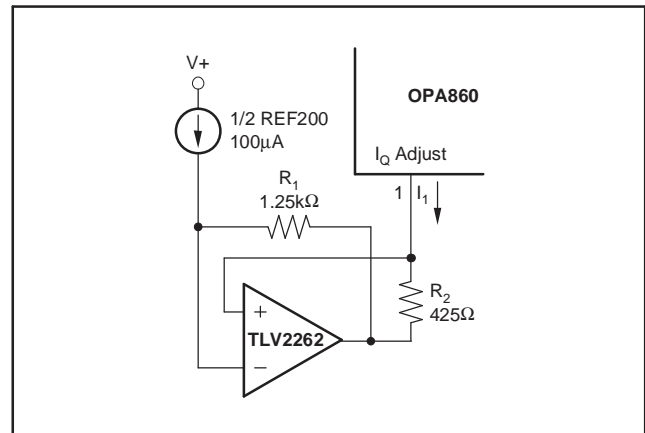 V+
1/2 REF200
100μA
OPA860
I_Q Adjust
1 I_1
R_1
1.25kΩ
R_2
425Ω
+
TLV2262
−